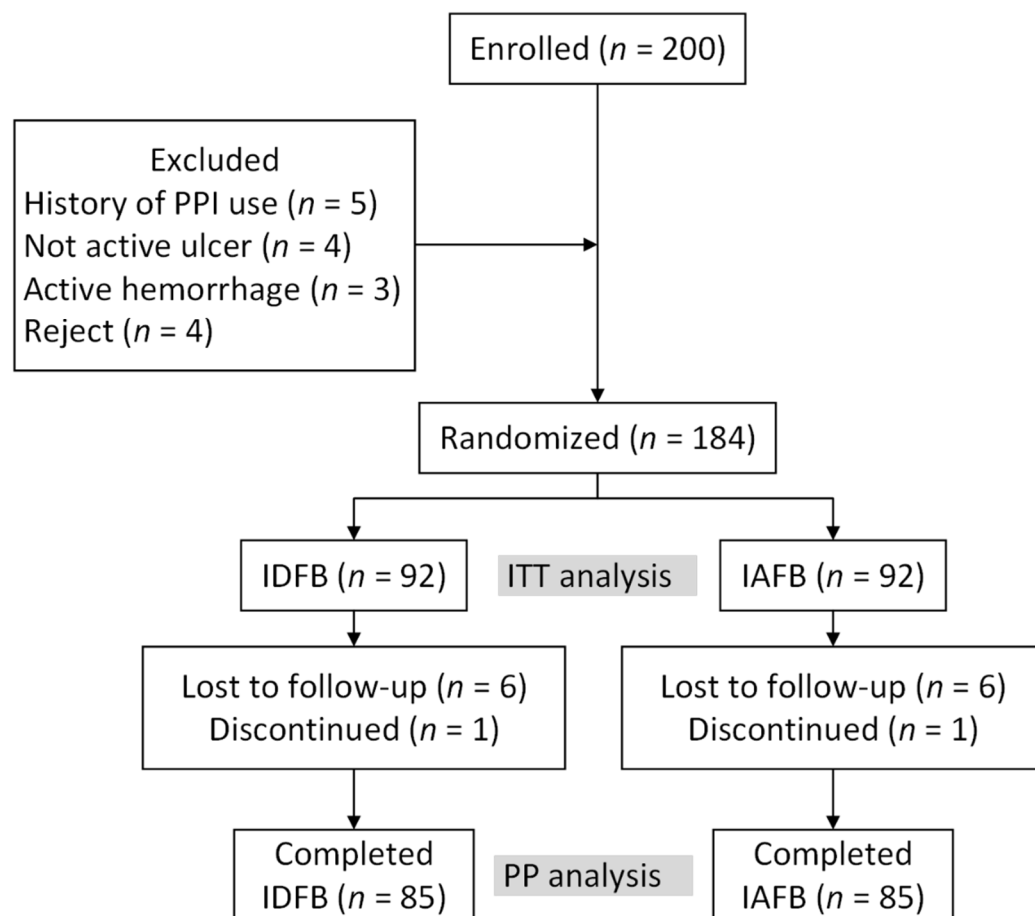 Enrolled (n = 200)
Excluded
History of PPI use (n = 5)
Not active ulcer (n = 4)
Active hemorrhage (n = 3)
Reject (n = 4)
Randomized (n = 184)
IDFB (n = 92)
ITT analysis
IAFB (n = 92)
Lost to follow-up (n = 6)
Discontinued (n = 1)
Lost to follow-up (n = 6)
Discontinued (n = 1)
Completed
IDFB (n = 85)
PP analysis
Completed
IAFB (n = 85)